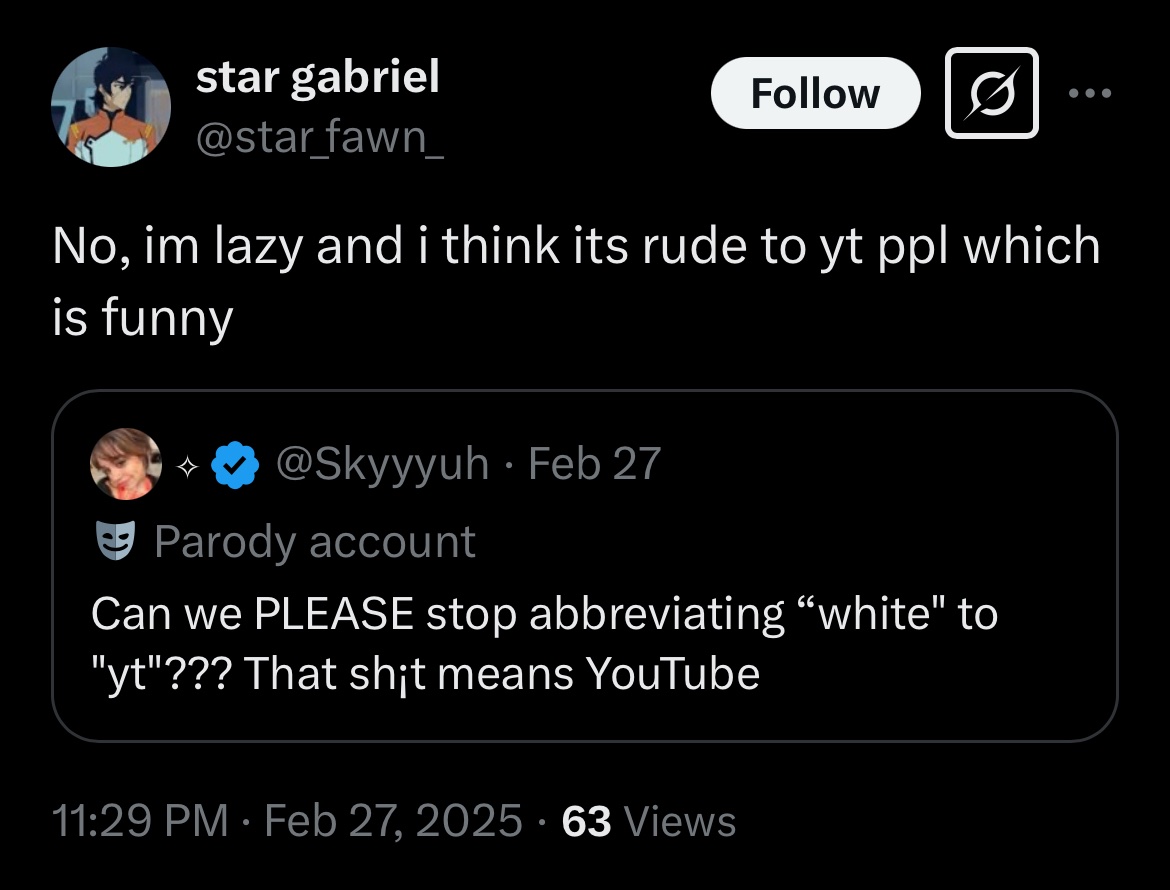 star gabriel
@star_fawn_
Follow
No, im lazy and i think its rude to yt ppl which
is funny
@Skyyyuh · Feb 27
Parody account
Can we PLEASE stop abbreviating “white" to
"yt"??? That sh¡t means YouTube
11:29 PM · Feb 27, 2025 · 63 Views